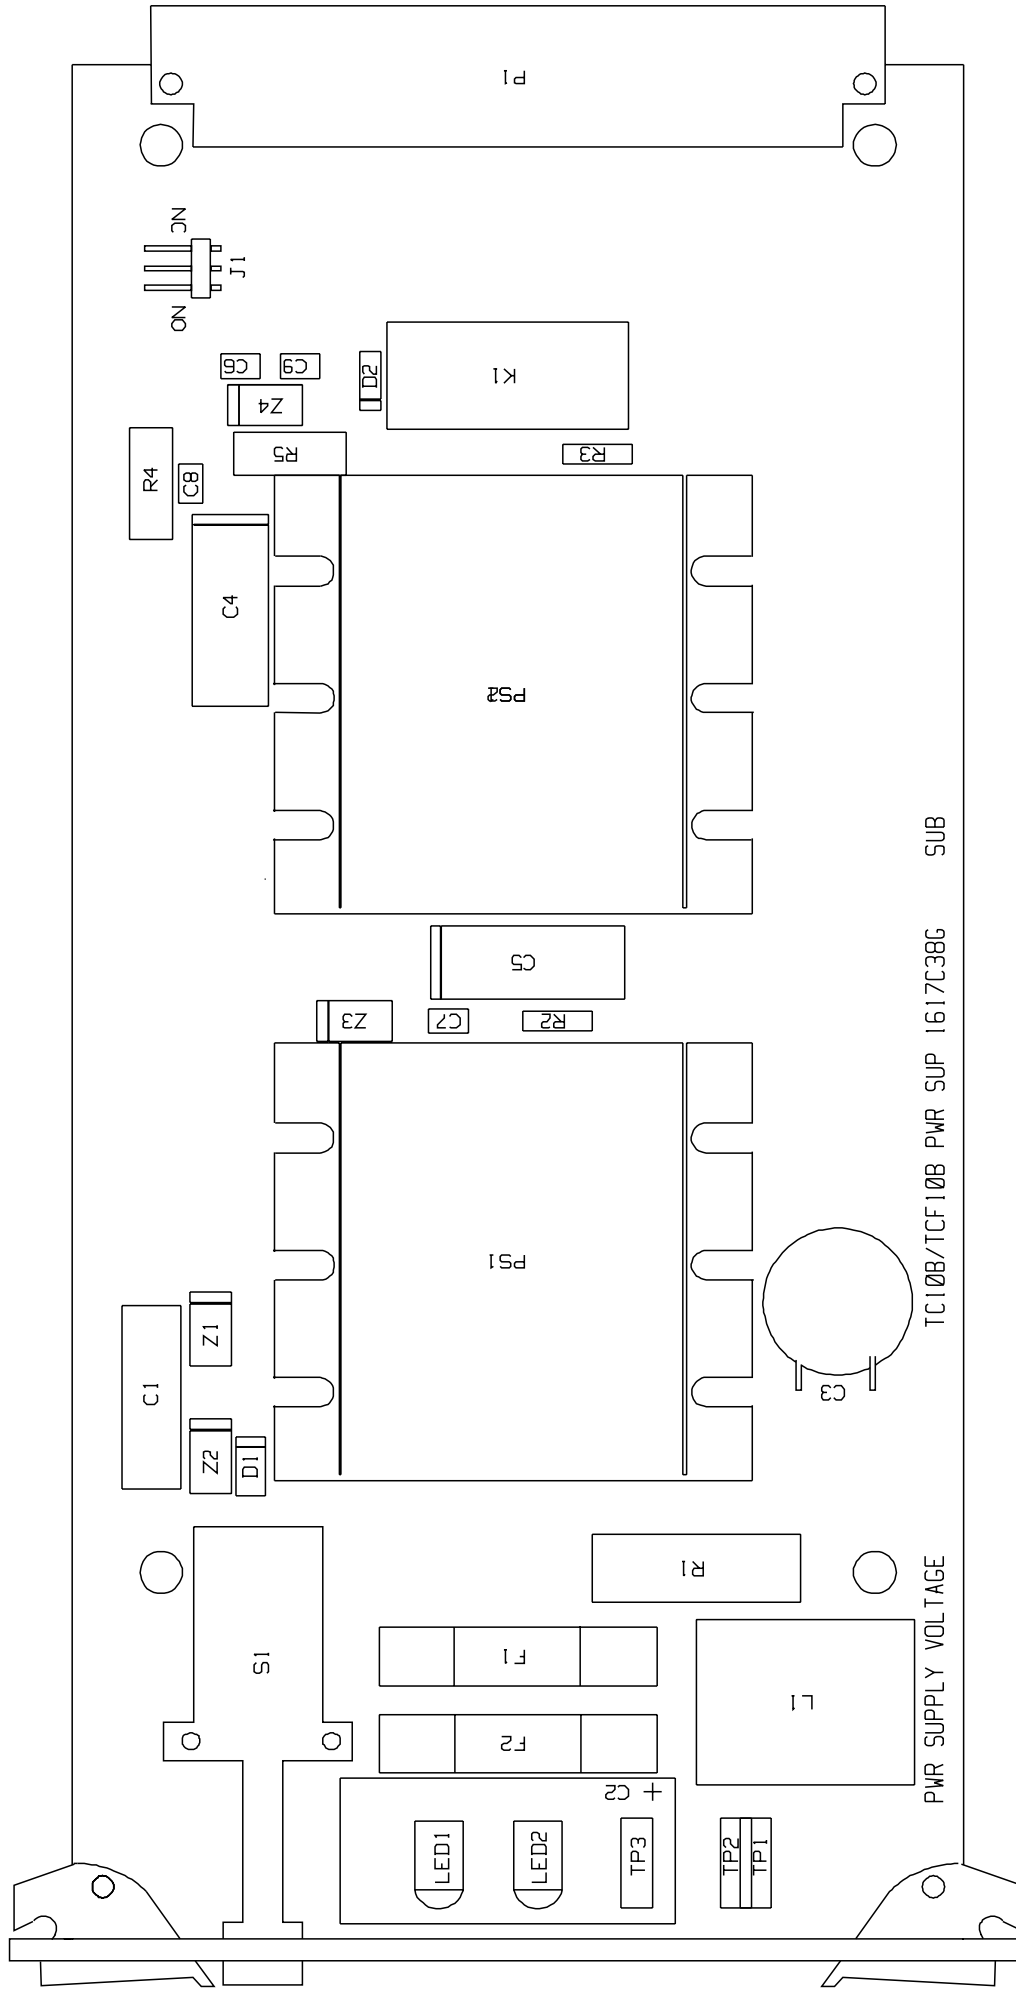 P1
NC
J1
NO
C6
C9
D2
K1
Z4
R5
R3
R4
C8
C4
PS2
SUB
C5
Z3
C7
R2
TC10B/TCF10B PWR SUP 1617C38G
PS1
Z1
C1
C3
Z2
D1
R1
S1
F1
L1
F2
PWR SUPPLY VOLTAGE
C2 +
LED1
LED2
TP3
TP2
TP1